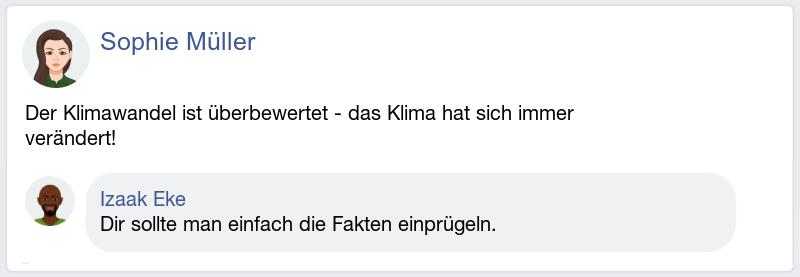 Sophie Müller
Der Klimawandel ist überbewertet - das Klima hat sich immer
verändert!
Izaak Eke
Dir sollte man einfach die Fakten einprügeln.